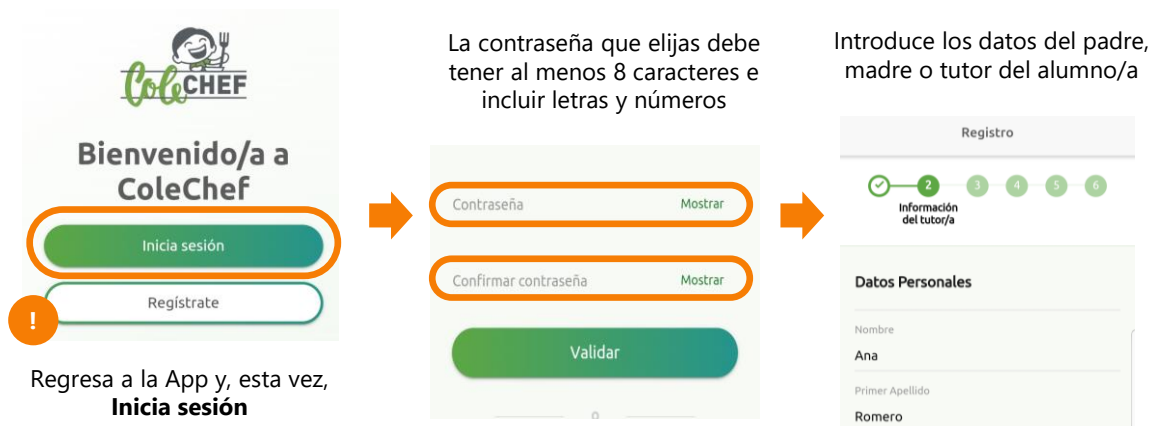 ColeCHEF
Bienvenido/a a
ColeChef
Inicia sesión
Regístrate
!
Regresa a la App y, esta vez,
Inicia sesión
La contraseña que elijas debe
tener al menos 8 caracteres e
incluir letras y números
Contraseña Mostrar
Confirmar contraseña Mostrar
Validar
Introduce los datos del padre,
madre o tutor del alumno/a
Registro
2 3 4 5 6
Información
del tutor/a
Datos Personales
Nombre
Ana
Primer Apellido
Romero